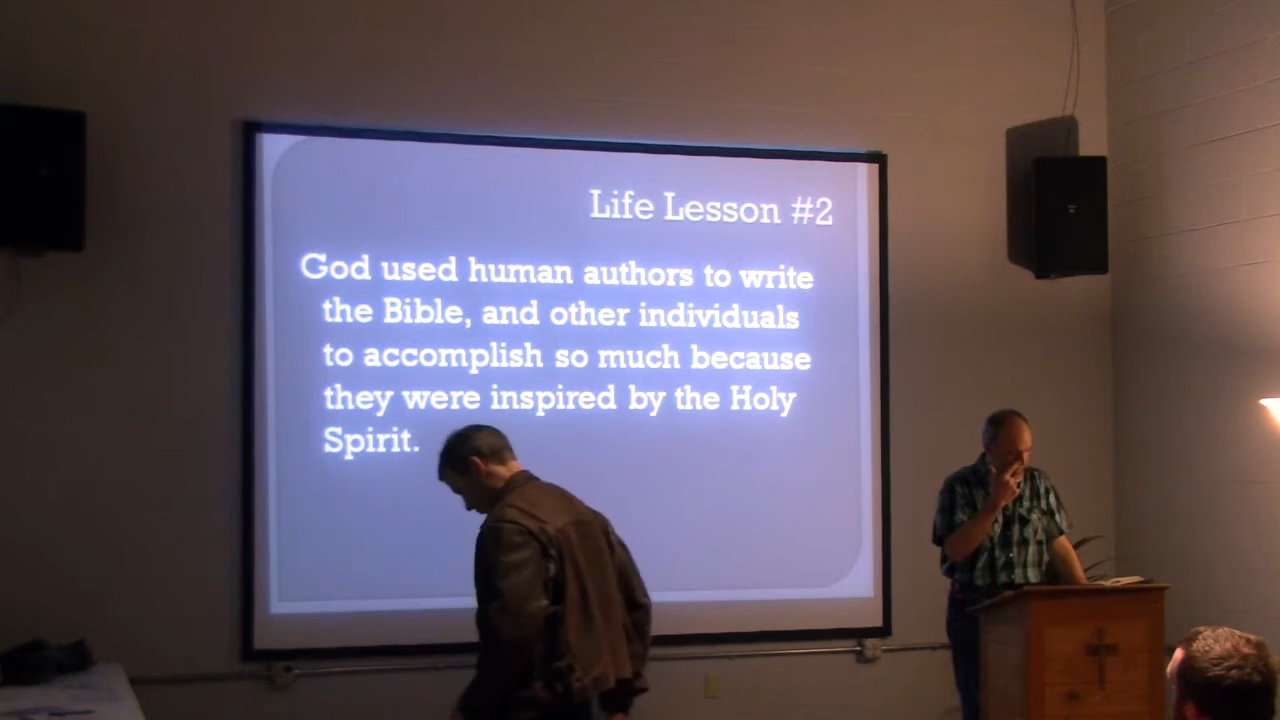 Life Lesson #2
God used human authors to write
the Bible, and other individuals
to accomplish so much because
they were inspired by the Holy
Spirit.